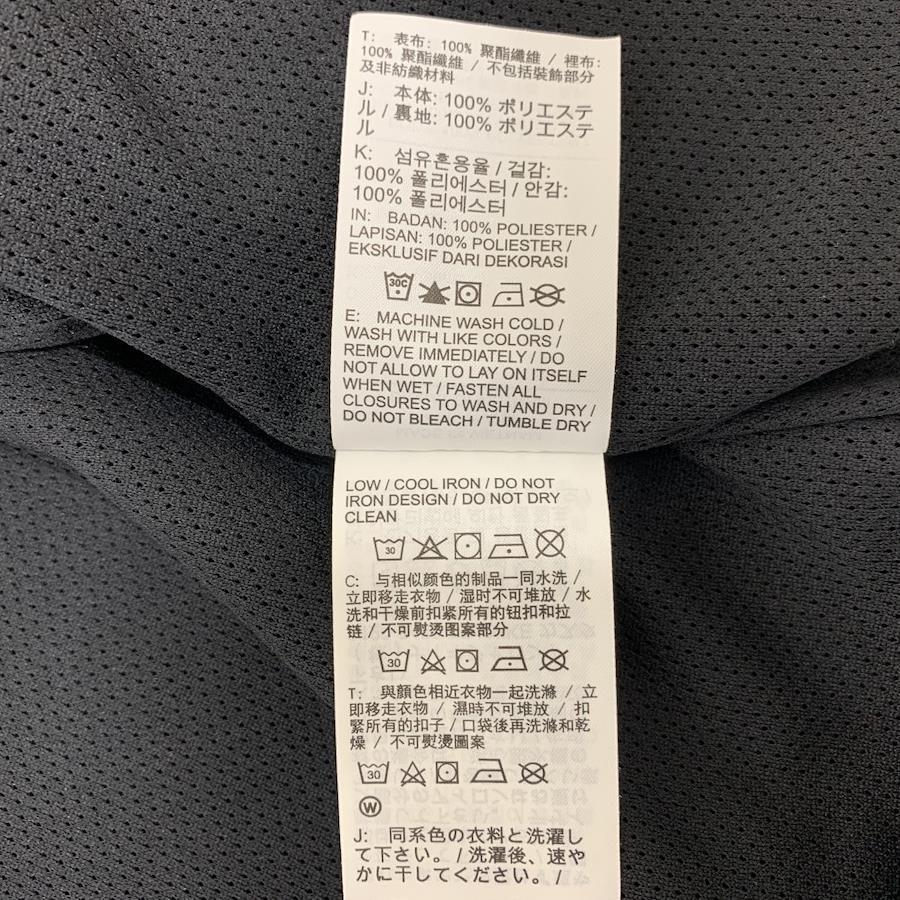 T: 表布: 100% 聚酯纖維 / 裡布:
100% 聚酯纖維 / 不包括裝飾部分
及非紡織材料
J: 本体: 100% ポリエステ
ル / 裏地: 100% ポリエステ
ル
K: 섬유혼용율 / 겉감:
100% 폴리에스터 / 안감:
100% 폴리에스터
IN: BADAN: 100% POLIESTER /
LAPISAN: 100% POLIESTER /
EKSKLUSIF DARI DEKORASI
30C
E: MACHINE WASH COLD /
WASH WITH LIKE COLORS /
REMOVE IMMEDIATELY / DO
NOT ALLOW TO LAY ON ITSELF
WHEN WET / FASTEN ALL
CLOSURES TO WASH AND DRY /
DO NOT BLEACH / TUMBLE DRY
LOW / COOL IRON / DO NOT
IRON DESIGN / DO NOT DRY
CLEAN
30
C: 与相似颜色的制品一同水洗 /
立即移走衣物 / 湿时不可堆放 / 水
洗和干燥前扣紧所有的钮扣和拉
链 / 不可熨烫图案部分
30
T: 與顏色相近衣物一起洗滌 / 立
即移走衣物 / 濕時不可堆放 / 扣
緊所有的扣子 / 口袋後再洗滌和乾
燥 / 不可熨燙圖案
30
W
J: 同系色の衣料と洗濯し
て下さい。 / 洗濯後、速や
かに干してください。 /